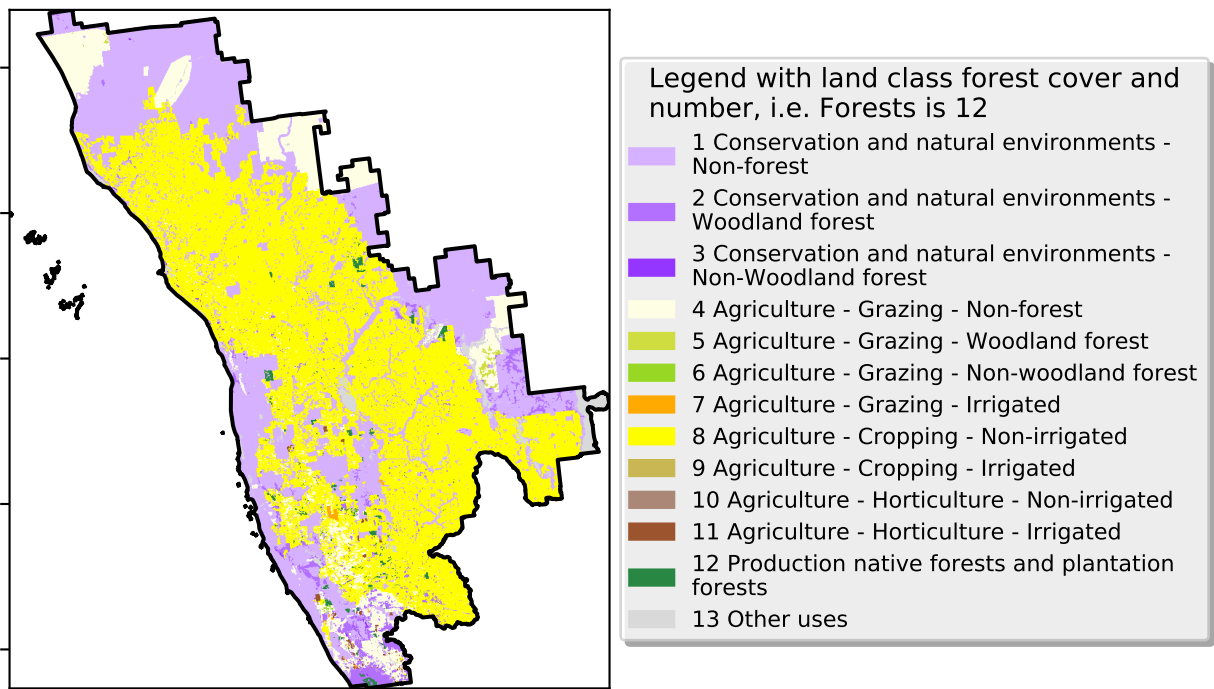 Legend with land class forest cover and
number, i.e. Forests is 12
1 Conservation and natural environments -
Non-forest
2 Conservation and natural environments -
Woodland forest
3 Conservation and natural environments -
Non-Woodland forest
4 Agriculture - Grazing - Non-forest
5 Agriculture - Grazing - Woodland forest
6 Agriculture - Grazing - Non-woodland forest
7 Agriculture - Grazing - Irrigated
8 Agriculture - Cropping - Non-irrigated
9 Agriculture - Cropping - Irrigated
10 Agriculture - Horticulture - Non-irrigated
11 Agriculture - Horticulture - Irrigated
12 Production native forests and plantation
forests
13 Other uses